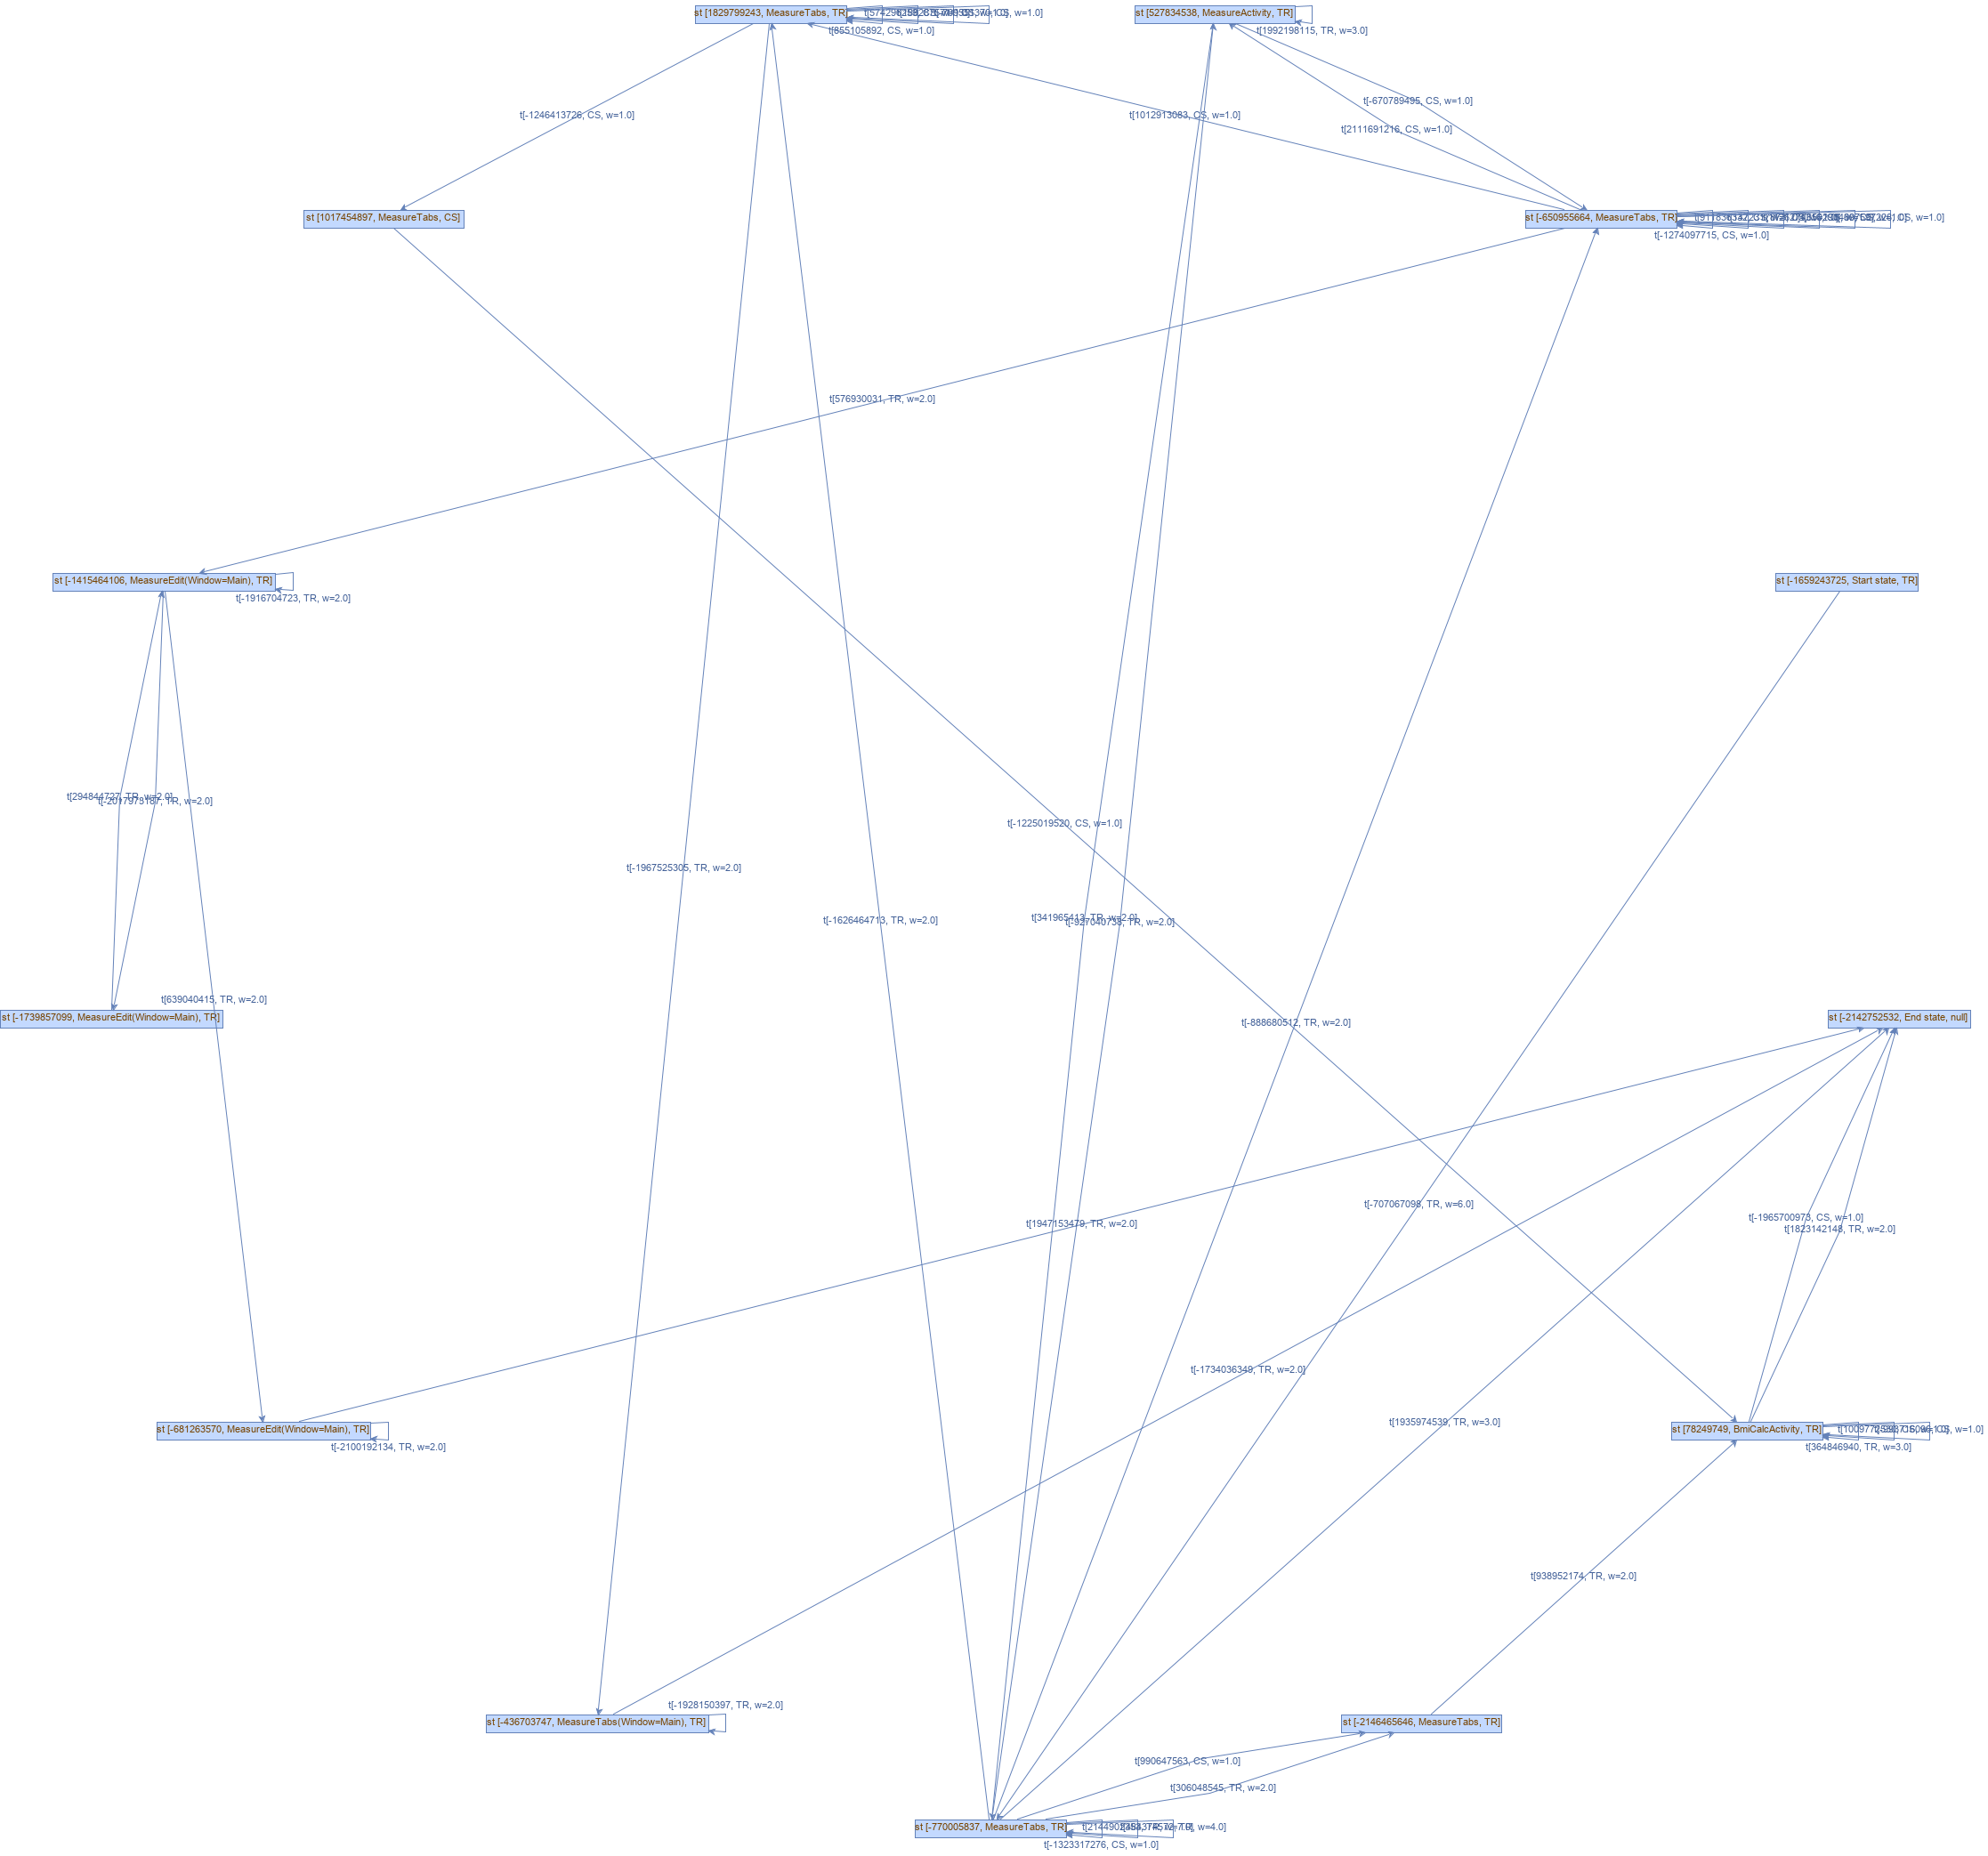 st [1829799243, MeasureTabs, TR]
CS, w=1.0]
st [527834538, MeasureActivity, TR]
t[855105892, CS, w=1.0]
t[1992198115, TR, w=3.0]
t[-670789495, CS, w=1.0]
t[-1246413726, CS, w=1.0]
t[1012913083, CS, w=1.0]
t[2111691216, CS, w=1.0]
st [1017454897, MeasureTabs, CS]
st [-650955664, MeasureTabs, TR]
CS, w=1.0]
t[-1274097715, CS, w=1.0]
t[576930031, TR, w=2.0]
st [-1415464106, MeasureEdit(Window=Main), TR]
st [-1659243725, Start state, TR]
t[-1916704723, TR, w=2.0]
t[294844727, TR, w=2.0]
t[-2017973187, TR, w=2.0]
t[-1225019520, CS, w=1.0]
t[-1967525305, TR, w=2.0]
t[-1626464713, TR, w=2.0]
t[341965413, TR, w=2.0]
t[-927040738, TR, w=2.0]
t[639040415, TR, w=2.0]
st [-1739857099, MeasureEdit(Window=Main), TR]
t[-888680512, TR, w=2.0]
st [-2142752532, End state, null]
t[-707067098, TR, w=6.0]
t[1947153479, TR, w=2.0]
t[-1965700973, CS, w=1.0]
t[1823142148, TR, w=2.0]
t[-1734036349, TR, w=2.0]
t[1935974539, TR, w=3.0]
st [-681263570, MeasureEdit(Window=Main), TR]
st [78249749, BmiCalcActivity, TR]
w=1.0]
t[-2100192134, TR, w=2.0]
t[364846940, TR, w=3.0]
t[938952174, TR, w=2.0]
t[-1928150397, TR, w=2.0]
st [-436703747, MeasureTabs(Window=Main), TR]
st [-2146465646, MeasureTabs, TR]
t[990647563, CS, w=1.0]
t[306048545, TR, w=2.0]
st [-770005837, MeasureTabs, TR]
w=4.0]
t[-1323317276, CS, w=1.0]